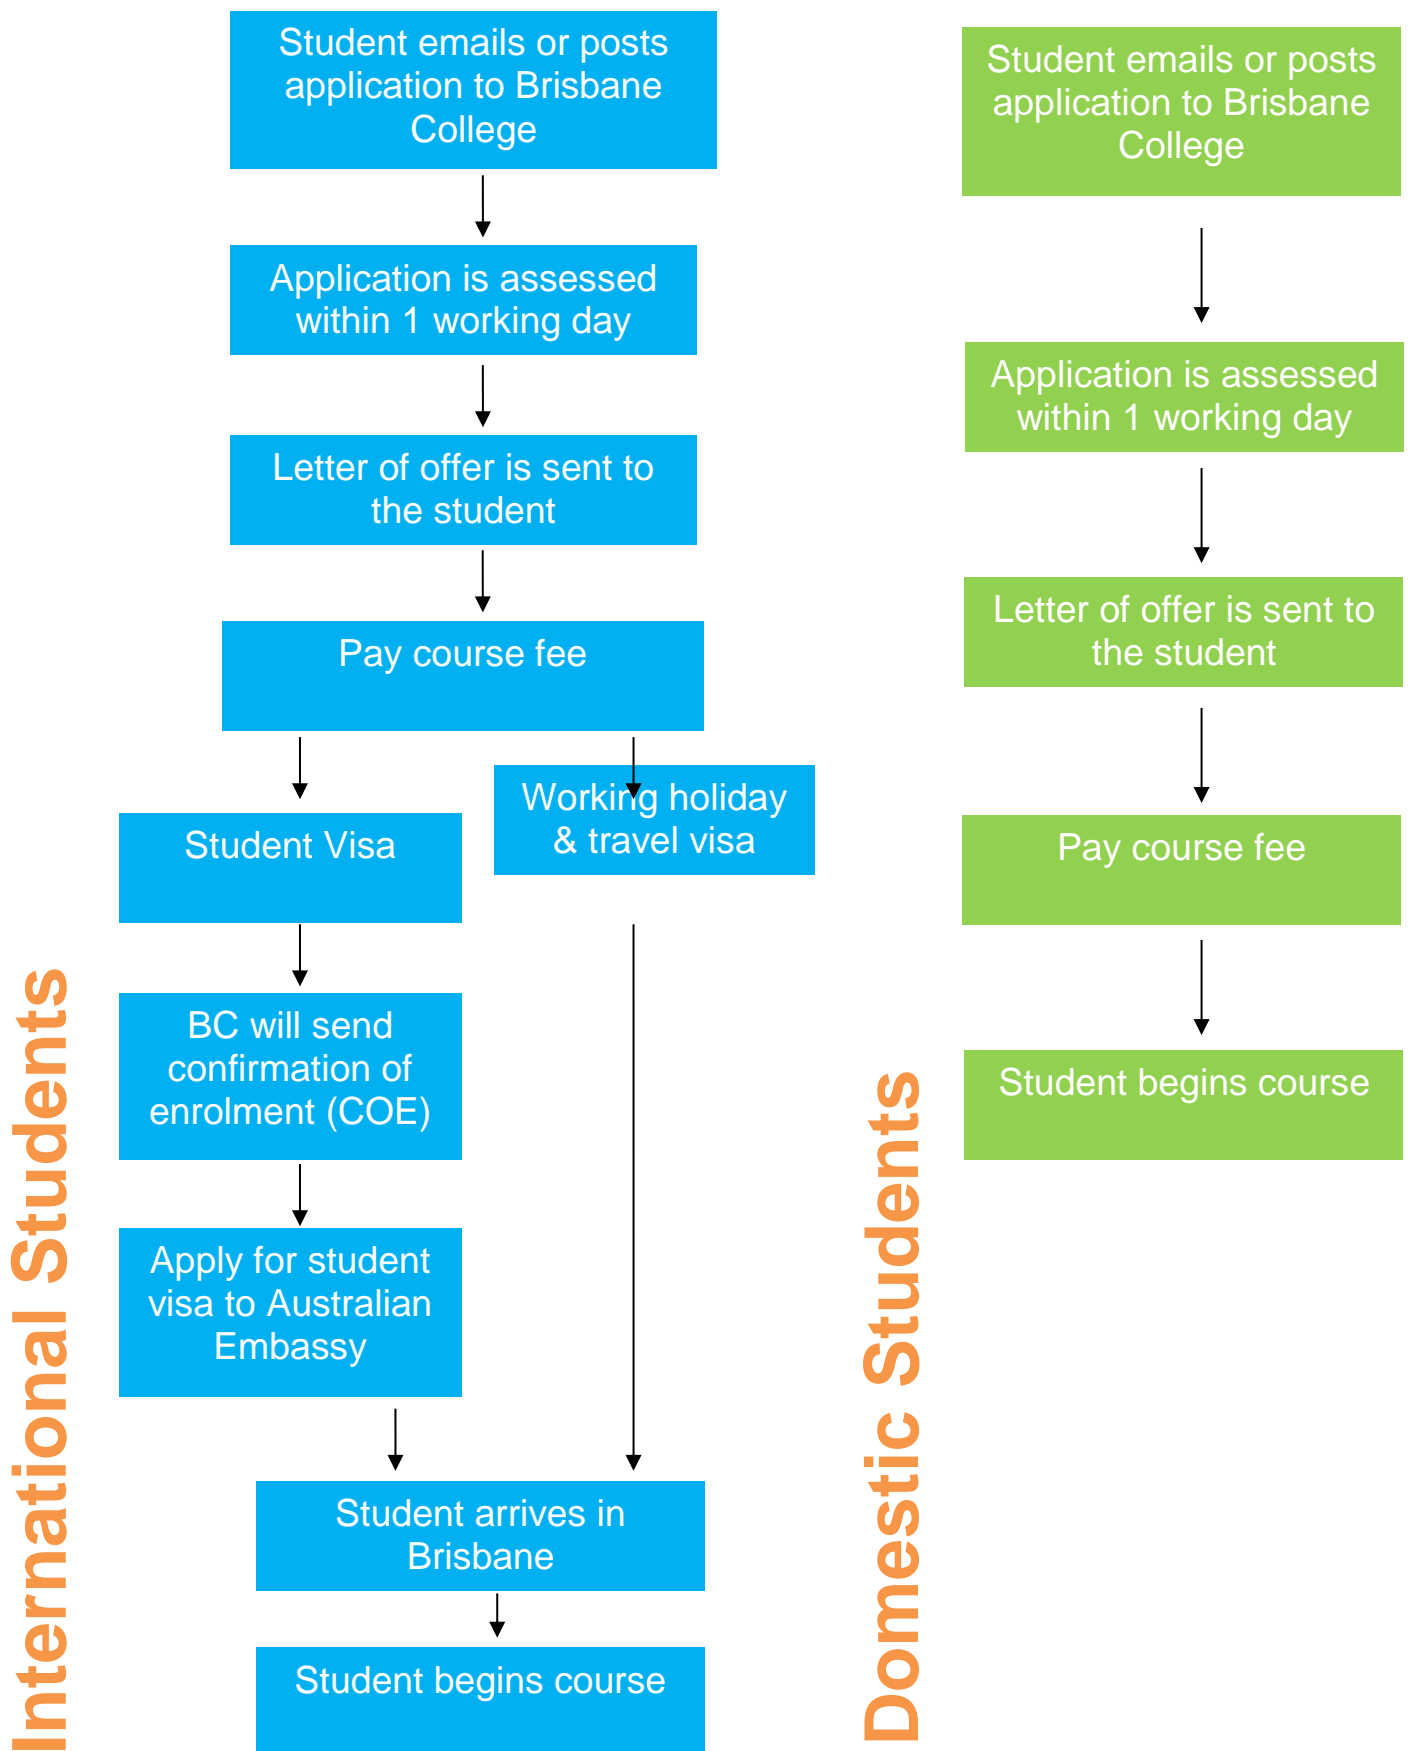 Student emails or posts
application to Brisbane
College
Application is assessed
within 1 working day
Letter of offer is sent to
the student
Pay course fee
Student Visa
Working holiday
& travel visa
BC will send
confirmation of
enrolment (COE)
Apply for student
visa to Australian
Embassy
Student arrives in
Brisbane
Student begins course
International Students
Student emails or posts
application to Brisbane
College
Application is assessed
within 1 working day
Letter of offer is sent to
the student
Pay course fee
Student begins course
Domestic Students